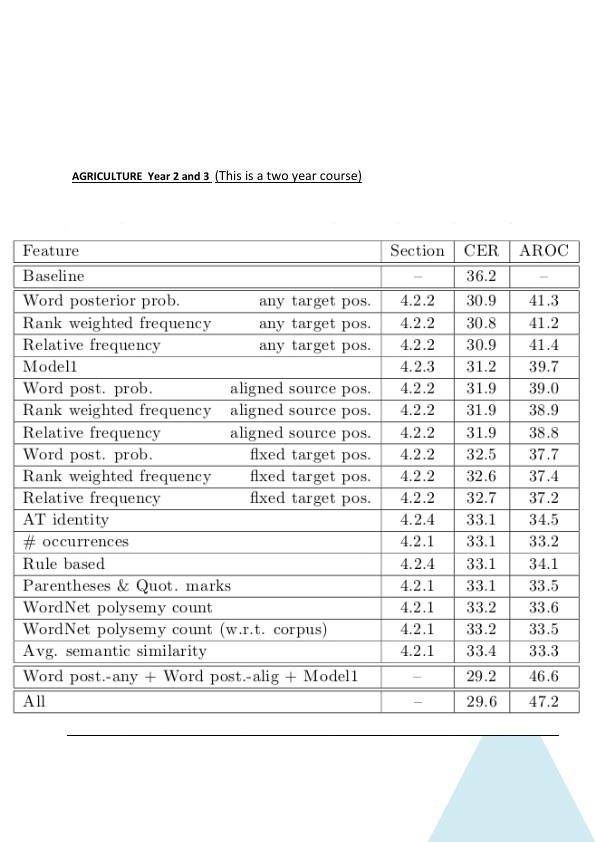 AGRICULTURE Year 2 and 3 (This is a two year course)
Feature Section CER AROC
Baseline – 36.2 –
Word posterior prob. any target pos. 4.2.2 30.9 41.3
Rank weighted frequency any target pos. 4.2.2 30.8 41.2
Relative frequency any target pos. 4.2.2 30.9 41.4
Model1 4.2.3 31.2 39.7
Word post. prob. aligned source pos. 4.2.2 31.9 39.0
Rank weighted frequency aligned source pos. 4.2.2 31.9 38.9
Relative frequency aligned source pos. 4.2.2 31.9 38.8
Word post. prob. fixed target pos. 4.2.2 32.5 37.7
Rank weighted frequency fixed target pos. 4.2.2 32.6 37.4
Relative frequency fixed target pos. 4.2.2 32.7 37.2
AT identity 4.2.4 33.1 34.5
# occurrences 4.2.1 33.1 33.2
Rule based 4.2.4 33.1 34.1
Parentheses & Quot. marks 4.2.1 33.1 33.5
WordNet polysemy count 4.2.1 33.2 33.6
WordNet polysemy count (w.r.t. corpus) 4.2.1 33.2 33.5
Avg. semantic similarity 4.2.1 33.4 33.3
Word post.-any + Word post.-alig + Model1 – 29.2 46.6
All – 29.6 47.2